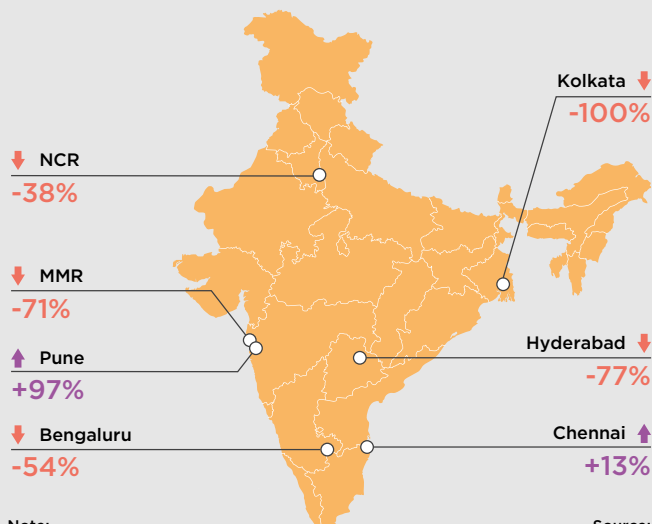 Kolkata
-100%
NCR
-38%
MMR
-71%
Pune
+97%
Hyderabad
-77%
Bengaluru
-54%
Chennai
+13%
Note:
Source: